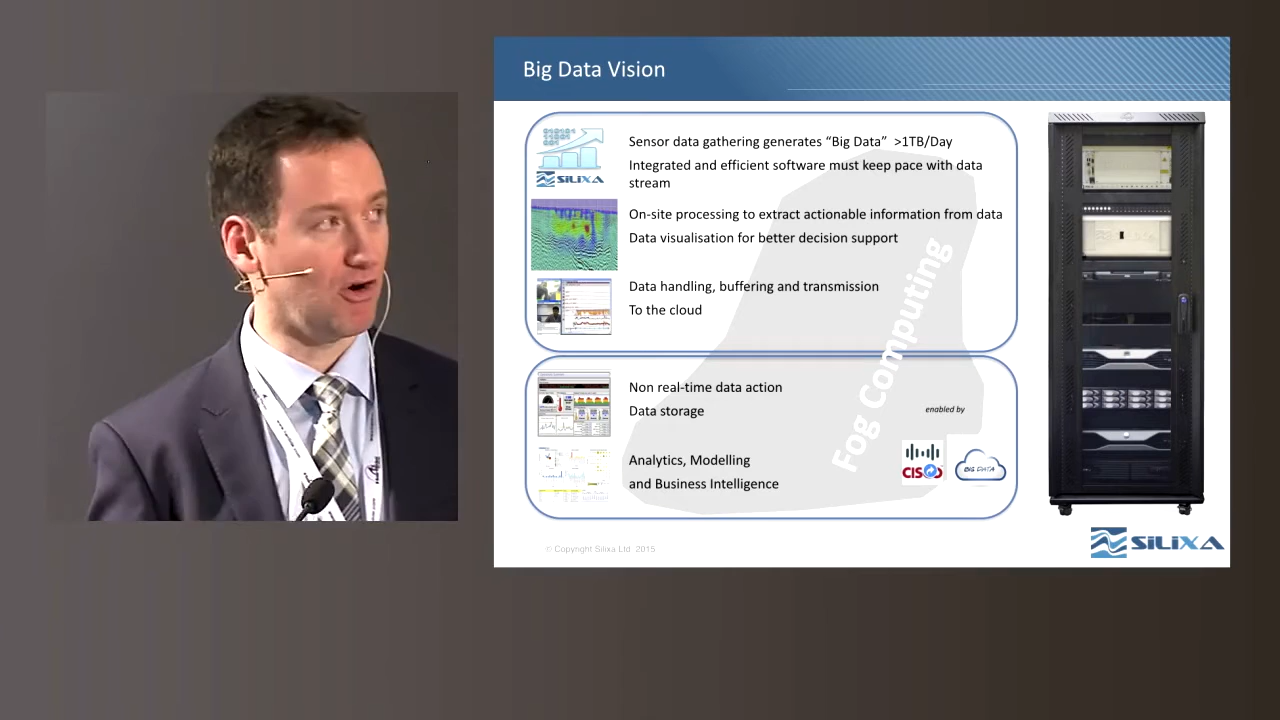 Big Data Vision
010101
11001
001
SiLiXA
Sensor data gathering generates “Big Data”  >1TB/Day
Integrated and efficient software must keep pace with data
stream
On-site processing to extract actionable information from data
Data visualisation for better decision support
Data handling, buffering and transmission
To the cloud
Fog Computing
Non real-time data action
Data storage
enabled by
Analytics, Modelling
and Business Intelligence
CISCO
BIG DATA
© Copyright Silixa Ltd  2015
SiLiXA